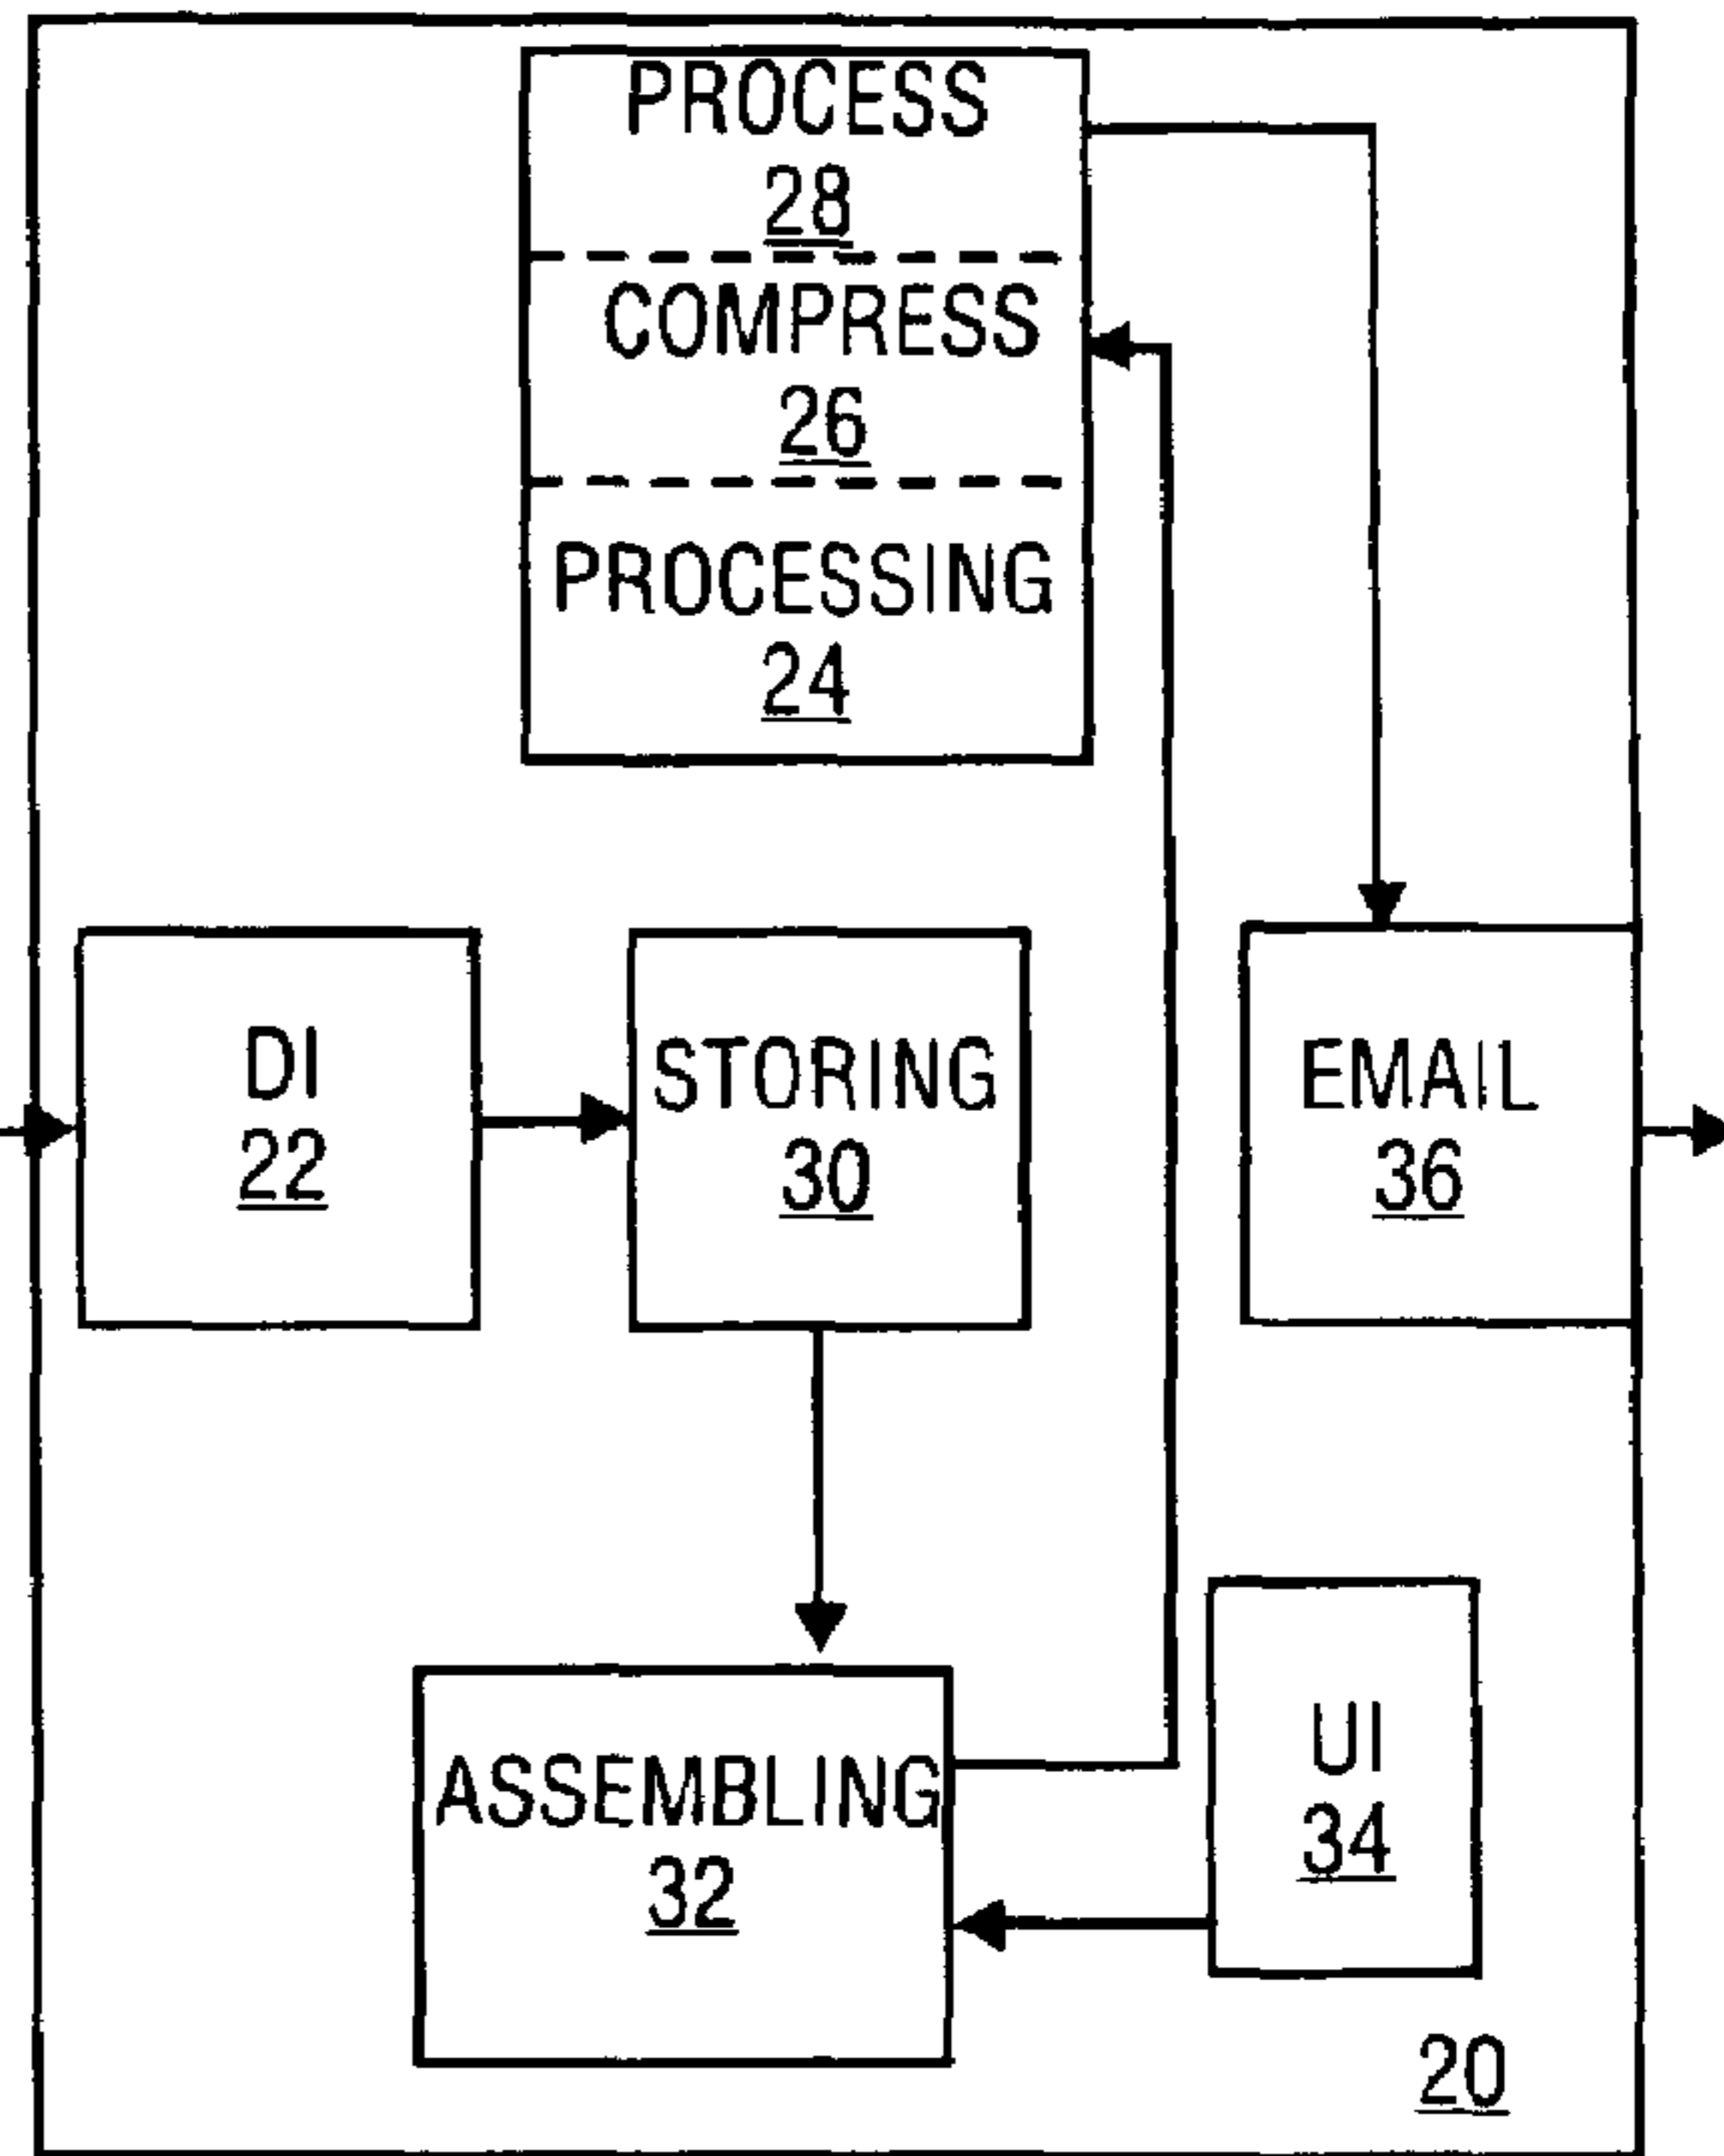 PROCESS
28
COMPRESS
26
PROCESSING
24
DI
22
STORING
30
EMAIL
36
ASSEMBLING
32
UI
34
20